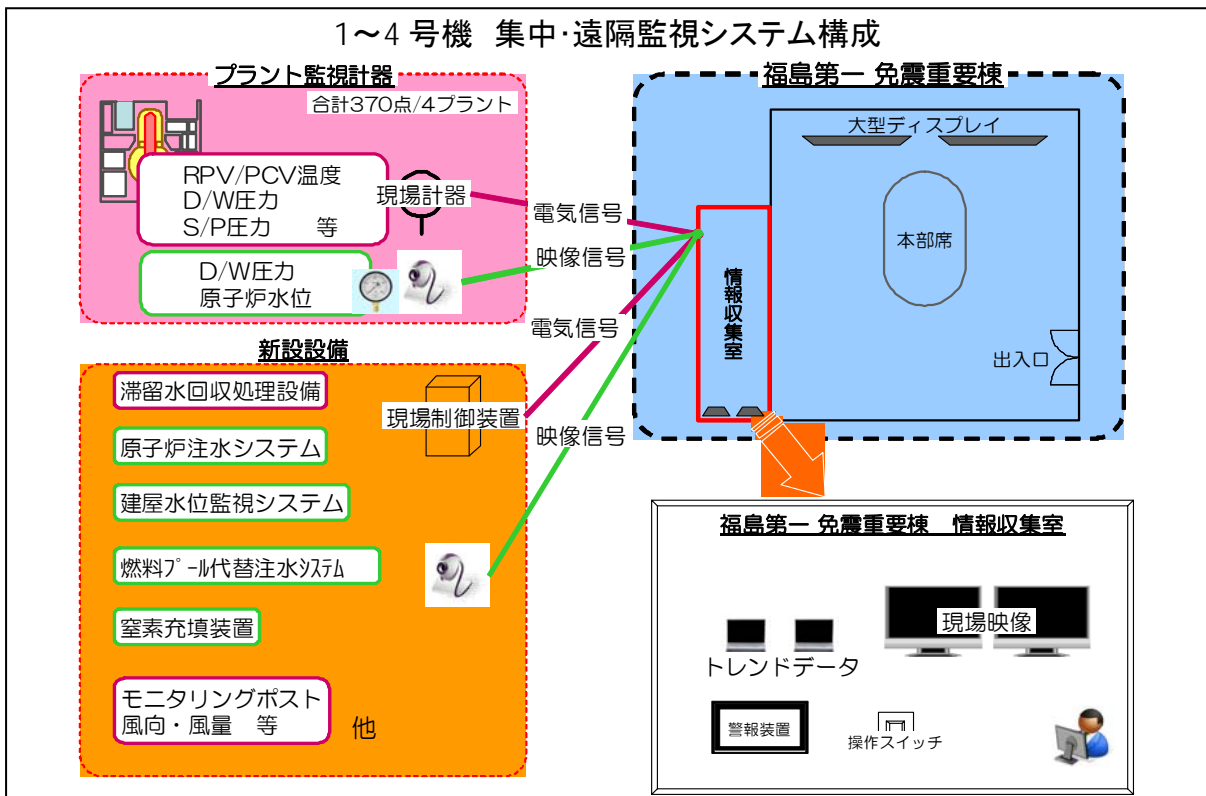 1～4号機 集中･遠隔監視システム構成
プラント監視計器
合計370点/4プラント
RPV/PCV温度
D/W圧力
S/P圧力 等
現場計器
D/W圧力
原子炉水位
電気信号
映像信号
電気信号
映像信号
新設設備
滞留水回収処理設備
現場制御装置
原子炉注水システム
建屋水位監視システム
燃料ﾌﾟｰﾙ代替注水ｼｽﾃﾑ
窒素充填装置
モニタリングポスト
風向・風量 等
他
福島第一 免震重要棟
大型ディスプレイ
本部席
情報収集室
出入口
福島第一 免震重要棟 情報収集室
現場映像
トレンドデータ
警報装置
操作スイッチ